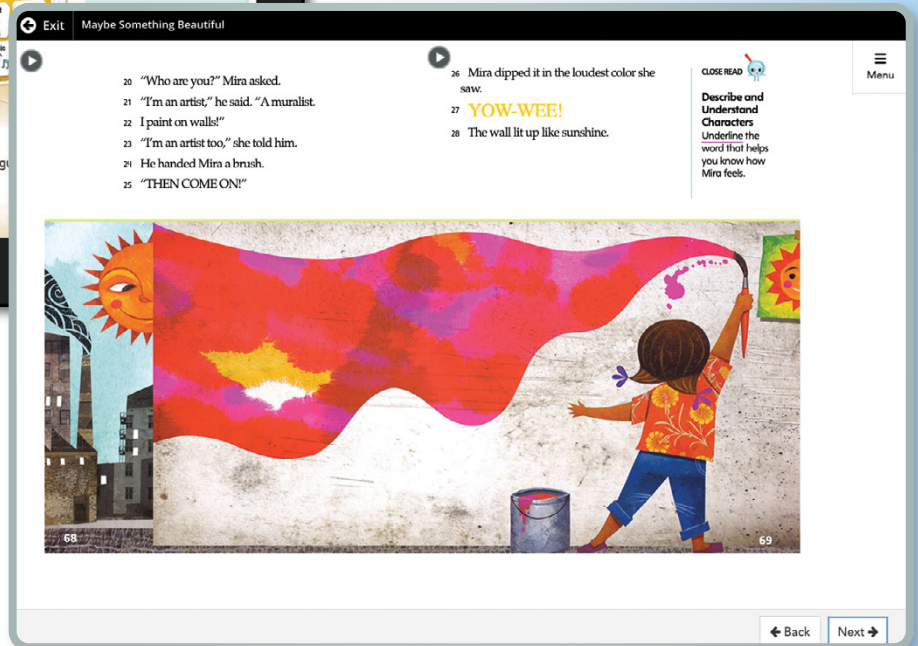 Exit
Maybe Something Beautiful
Menu
20 “Who are you?” Mira asked.
21 “I’m an artist,” he said. “A muralist.
22 I paint on walls!”
23 “I’m an artist too,” she told him.
24 He handed Mira a brush.
25 “THEN COME ON!”
26 Mira dipped it in the loudest color she
saw.
27 YOW-WEE!
28 The wall lit up like sunshine.
CLOSE READ
Describe and
Understand
Characters
Underline the
word that helps
you know how
Mira feels.
68
69
Back
Next